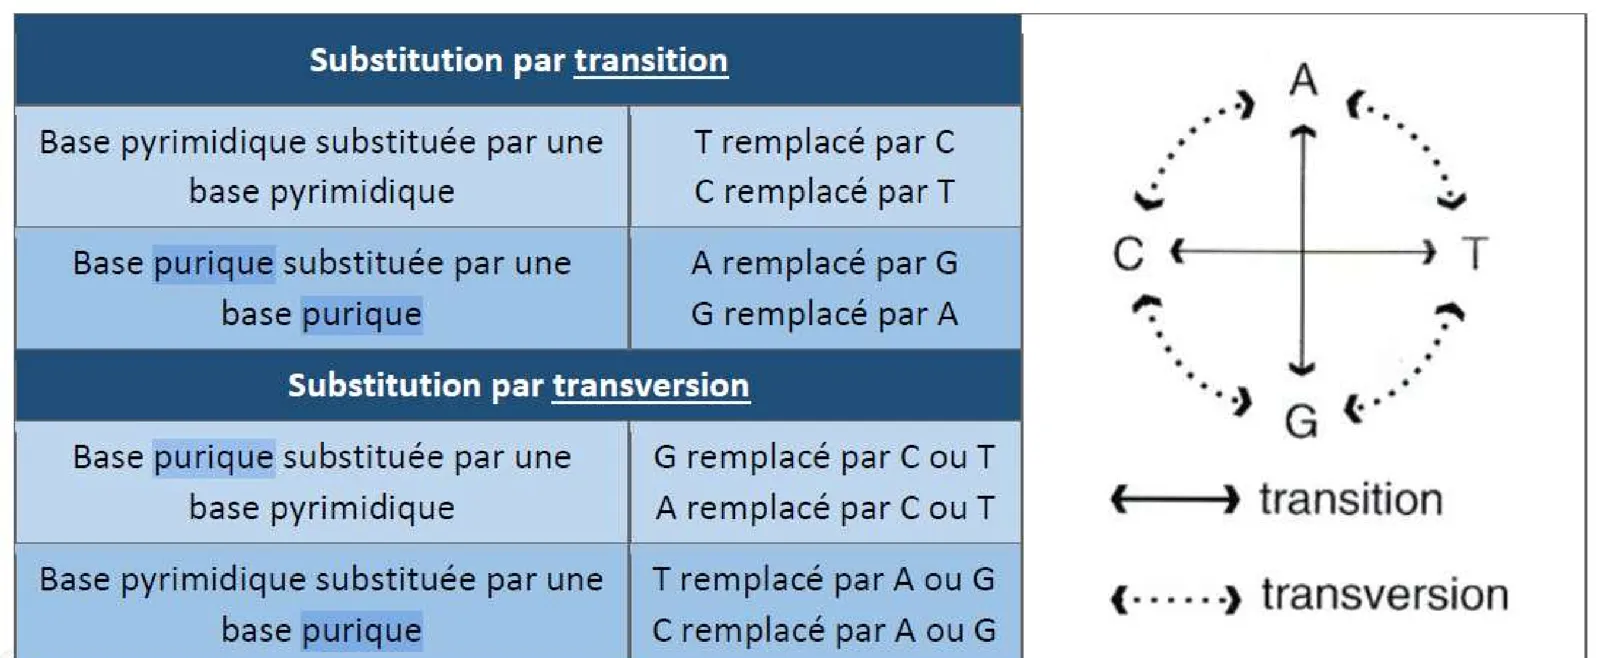 Substitution par transition
Base pyrimidique substituée par une
base pyrimidique
T remplacé par C
C remplacé par T
Base purique substituée par une
base purique
A remplacé par G
G remplacé par A
Substitution par transversion
Base purique substituée par une
base pyrimidique
G remplacé par C ou T
A remplacé par C ou T
Base pyrimidique substituée par une
base purique
T remplacé par A ou G
C remplacé par A ou G
A
C
T
G
transition
transversion